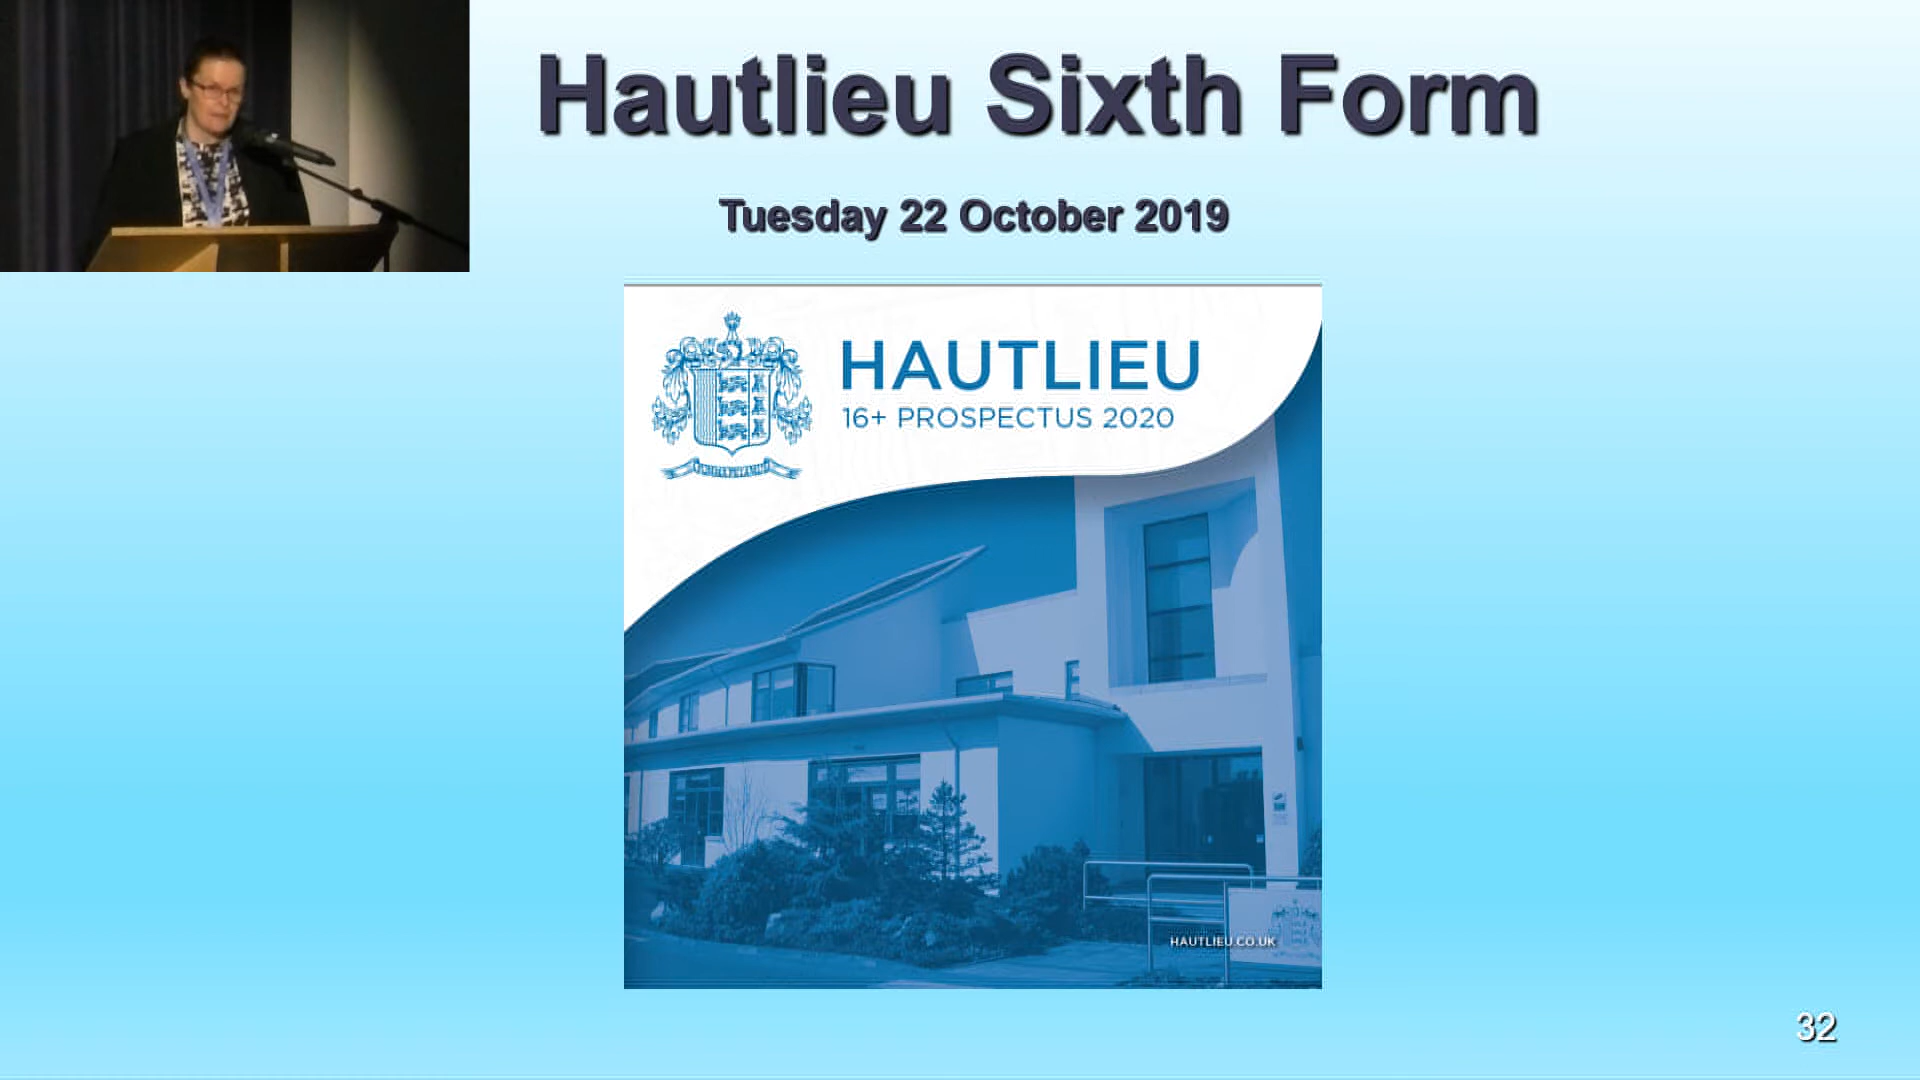 Hautlieu Sixth Form
Tuesday 22 October 2019
HAUTLIEU
16+ PROSPECTUS 2020
HAUTLIEU.CO.UK
32